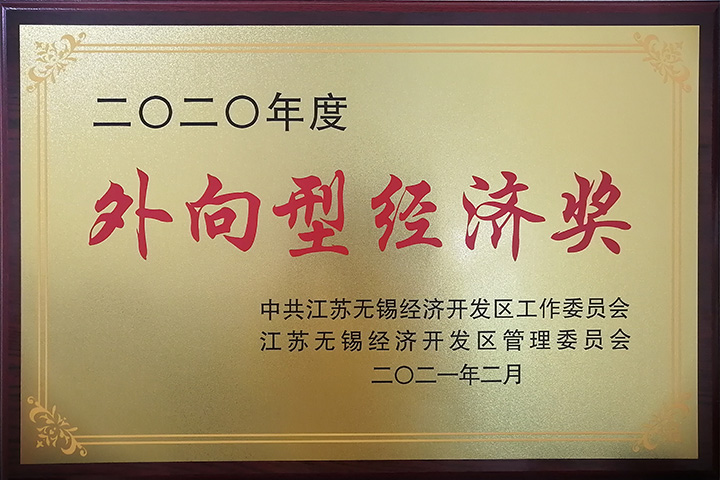 二〇二〇年度
外向型经济奖
中共江苏无锡经济开发区工作委员会
江苏无锡经济开发区管理委员会
二〇二一年二月